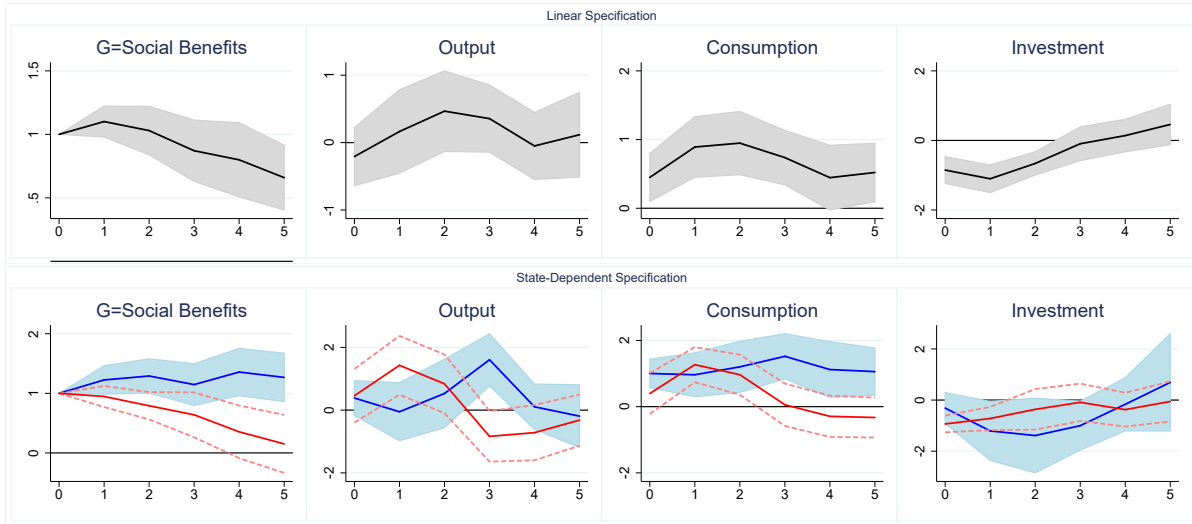 Linear Specification
G=Social Benefits Output Consumption Investment
1.5 1 2 2
1 0 1 0
.5 -1 0 -2
0 1 2 3 4 5 0 1 2 3 4 5 0 1 2 3 4 5 0 1 2 3 4 5
State-Dependent Specification
G=Social Benefits Output Consumption Investment
2 2 2 2
1 0 0 0
0 -2 -2 -2
0 1 2 3 4 5 0 1 2 3 4 5 0 1 2 3 4 5 0 1 2 3 4 5